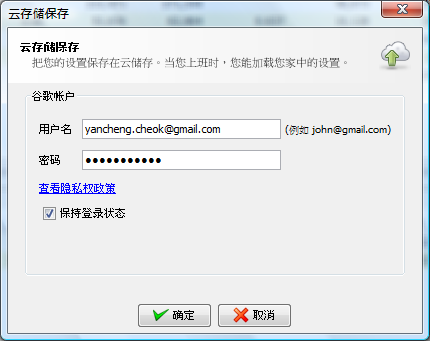 云存储保存
云存储保存
把您的设置保存在云储存。当您上班时，您能加载您家中的设置。
谷歌帐户
用户名 yancheng.cheok@gmail.com (例如 john@gmail.com)
密码 ●●●●●●●●●●●
查看隐私权政策
保持登录状态
确定 取消